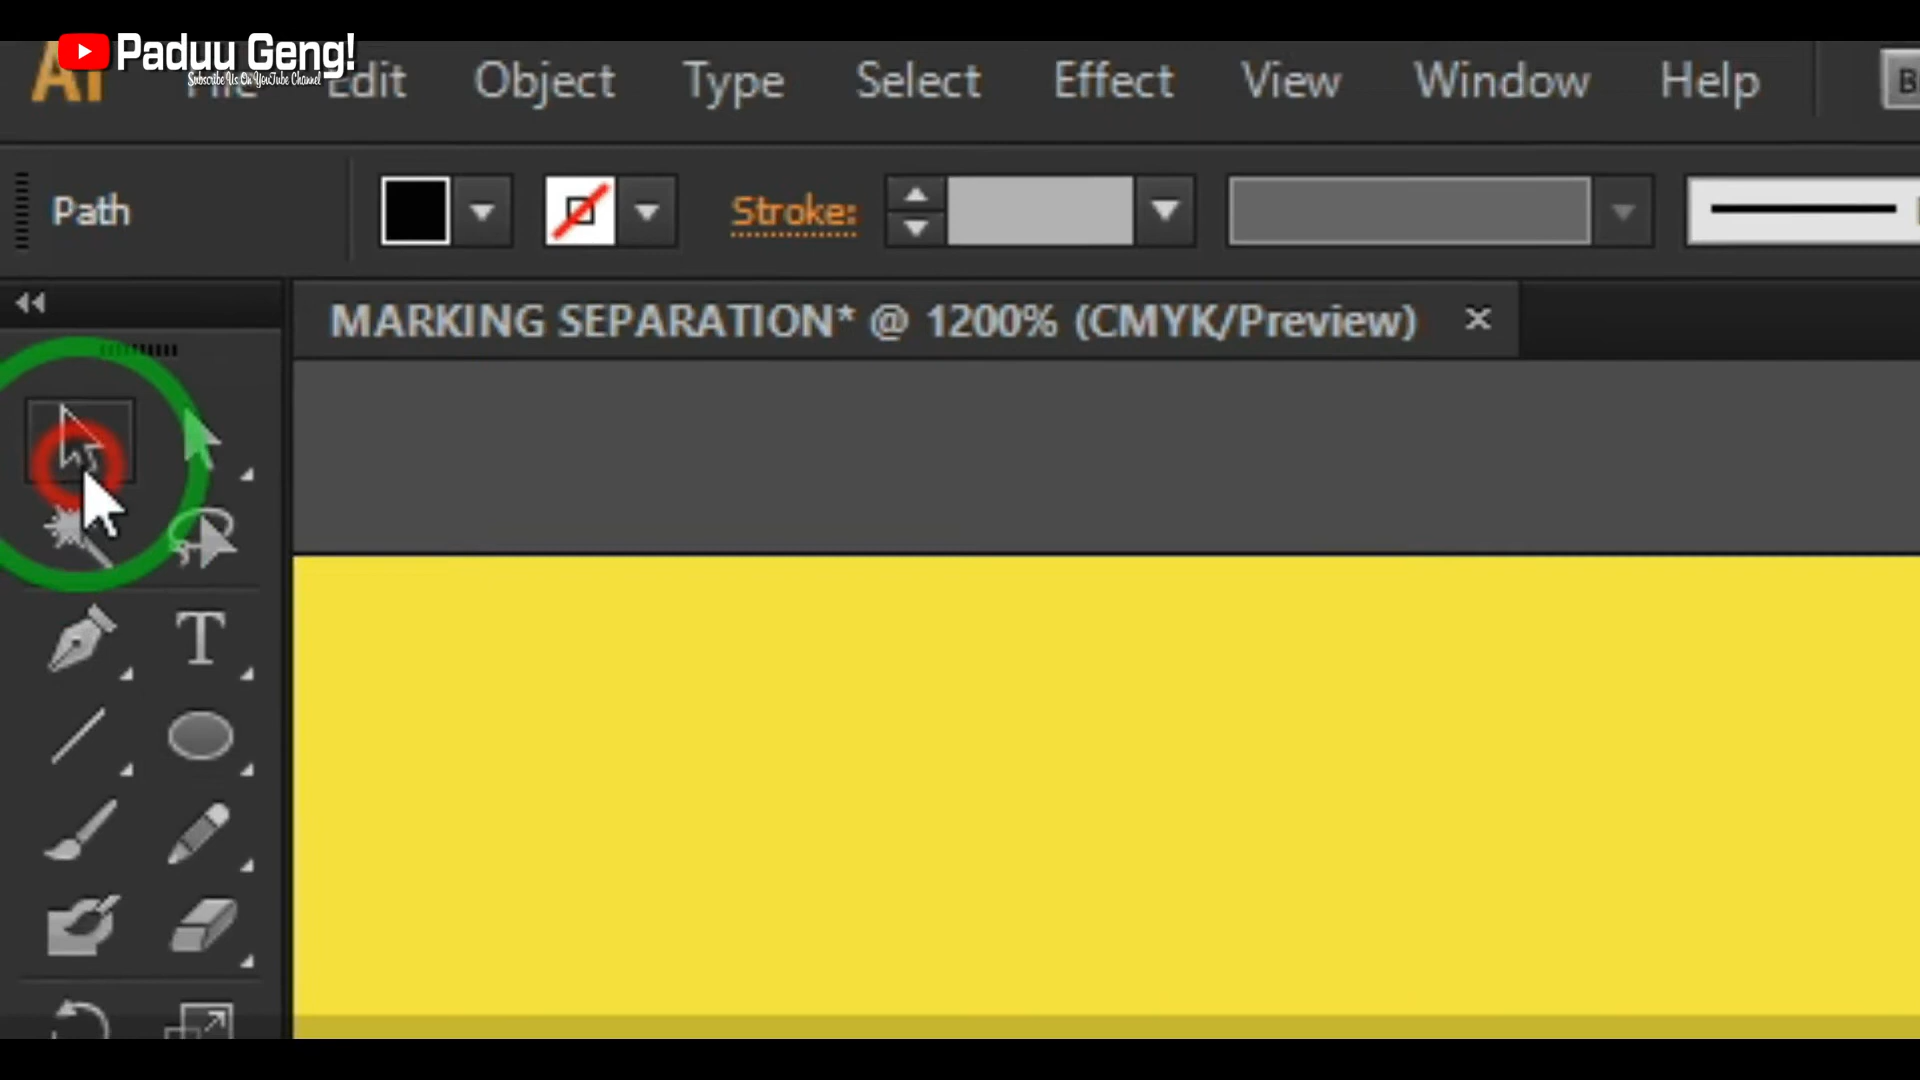 Paduu Geng!
Subscribe Us On YouTube Channel
Ai File Edit Object Type Select Effect View Window Help
Path Stroke:
MARKING SEPARATION* @ 1200% (CMYK/Preview) ×